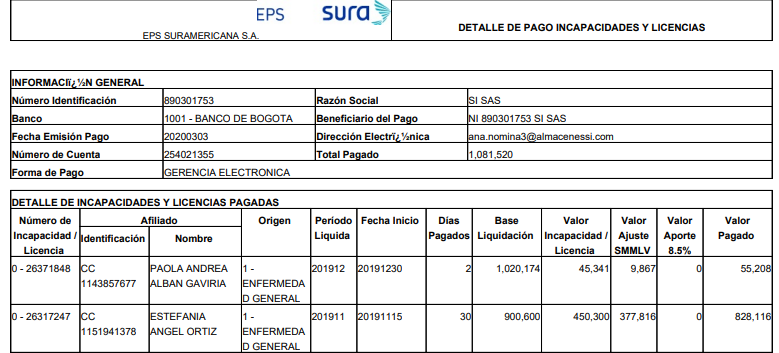 EPS sura
EPS SURAMERICANA S.A.
DETALLE DE PAGO INCAPACIDADES Y LICENCIAS
INFORMACIï¿½N GENERAL
Número Identificación 890301753 Razón Social SI SAS
Banco 1001 - BANCO DE BOGOTA Beneficiario del Pago NI 890301753 SI SAS
Fecha Emisión Pago 20200303 Dirección Electrï¿½nica ana.nomina3@almacenessi.com
Número de Cuenta 254021355 Total Pagado 1,081,520
Forma de Pago GERENCIA ELECTRONICA
DETALLE DE INCAPACIDADES Y LICENCIAS PAGADAS
Número de Incapacidad / Licencia Afiliado Identificación Nombre Origen Período Liquida Fecha Inicio Días Pagados Base Liquidación Valor Incapacidad / Licencia Valor Ajuste SMMLV Valor Aporte 8.5% Valor Pagado
0 - 26371848 CC PAOLA ANDREA 1 - 201912 20191230 2 1,020,174 45,341 9,867 0 55,208
1143857677 ALBAN GAVIRIA ENFERMEDA
D GENERAL
0 - 26317247 CC ESTEFANIA 1 - 201911 20191115 30 900,600 450,300 377,816 0 828,116
1151941378 ANGEL ORTIZ ENFERMEDA
D GENERAL